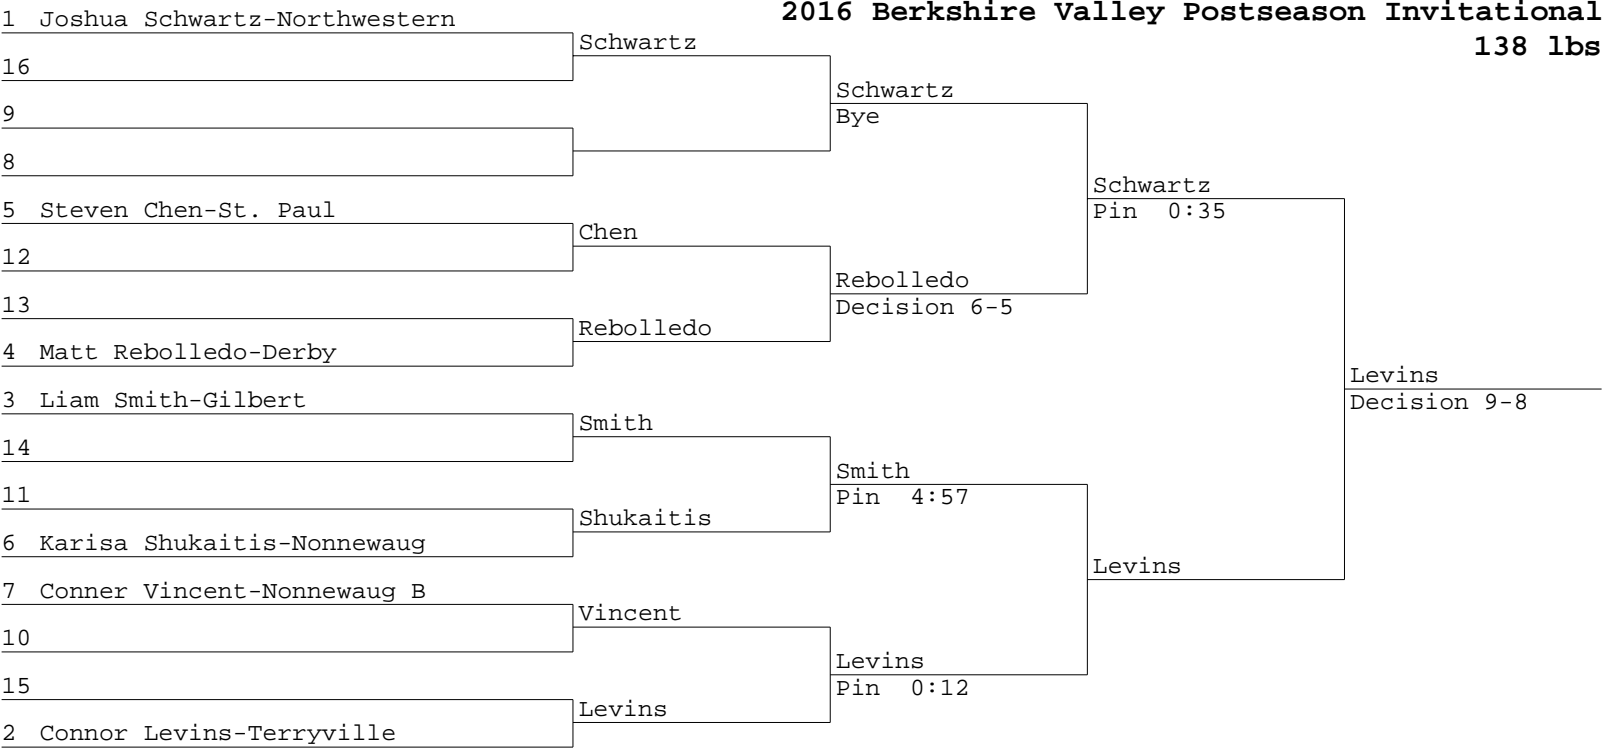 2016 Berkshire Valley Postseason Invitational
138 lbs
1 Joshua Schwartz-Northwestern
16
9
8
5 Steven Chen-St. Paul
12
13
4 Matt Rebolledo-Derby
3 Liam Smith-Gilbert
14
11
6 Karisa Shukaitis-Nonnewaug
7 Conner Vincent-Nonnewaug B
10
15
2 Connor Levins-Terryville
Schwartz
Chen
Rebolledo
Smith
Shukaitis
Vincent
Levins
Schwartz
Bye
Rebolledo
Decision 6-5
Smith
Pin 4:57
Levins
Pin 0:12
Schwartz
Pin 0:35
Levins
Levins
Decision 9-8